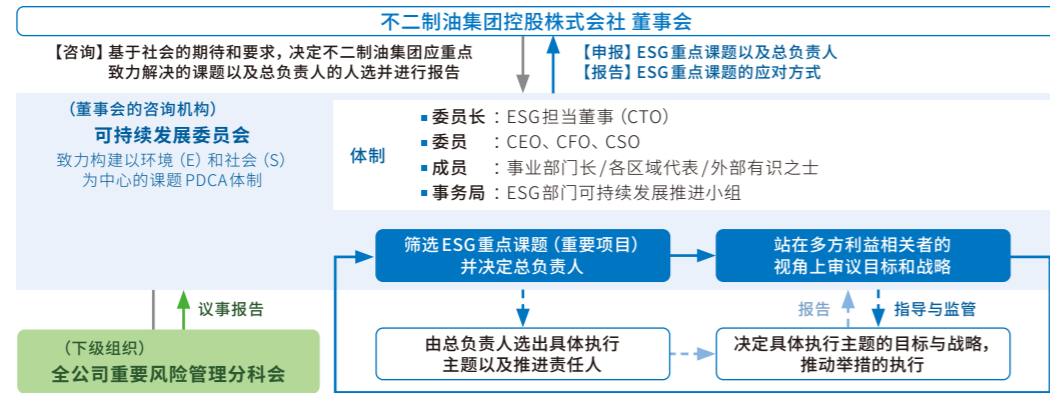 不二制油集团控股株式会社 董事会
【咨询】基于社会的期待和要求，决定不二制油集团应重点
致力解决的课题以及总负责人的人选并进行报告
【申报】ESG重点课题以及总负责人
【报告】ESG重点课题的应对方式
（董事会的咨询机构）
可持续发展委员会
致力构建以环境（E）和社会（S）
为中心的课题PDCA体制
体制
▪ 委员长 ：ESG担当董事（CTO）
▪ 委员 ：CEO、CFO、CSO
▪ 成员 ：事业部门长/各区域代表/外部有识之士
▪ 事务局 ：ESG部门可持续发展推进小组
筛选ESG重点课题（重要项目）
并决定总负责人
站在多方利益相关者的
视角上审议目标和战略
议事报告
报告
指导与监管
（下级组织）
全公司重要风险管理分科会
由总负责人选出具体执行
主题以及推进责任人
决定具体执行主题的目标与战略，
推动举措的执行